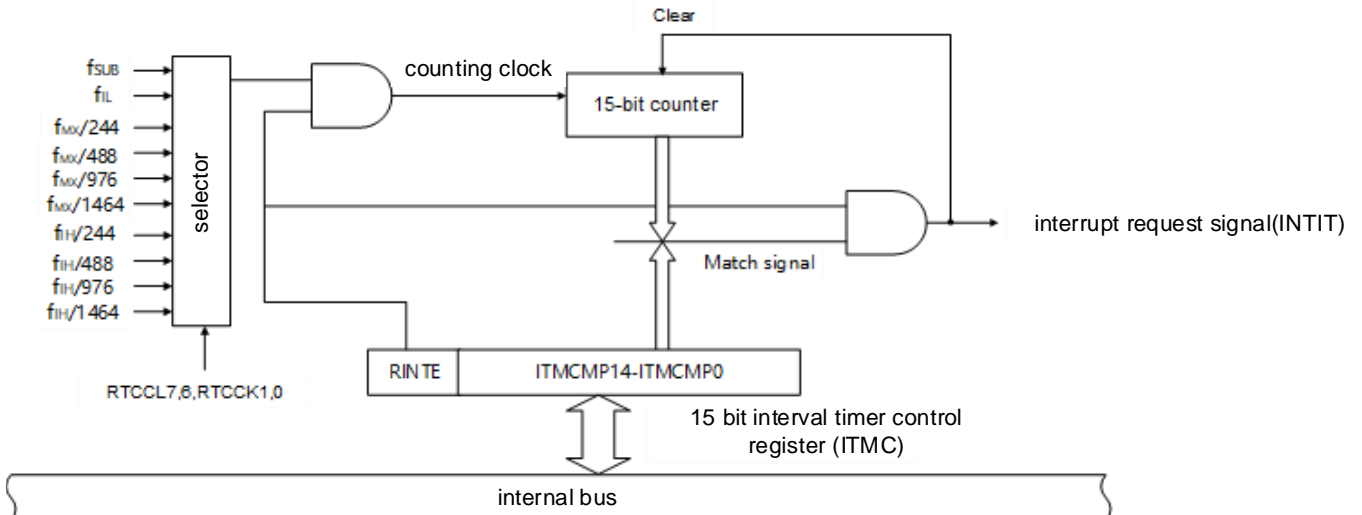 Clear
fSUB
fIL
fMX/244
fMX/488
fMX/976
fMX/1464
fIH/244
fIH/488
fIH/976
fIH/1464
selector
counting clock
15-bit counter
interrupt request signal(INTIT)
Match signal
RTCCL7,6,RTCCK1,0
RINTE
ITMCMP14-ITMCMP0
15 bit interval timer control
register (ITMC)
internal bus